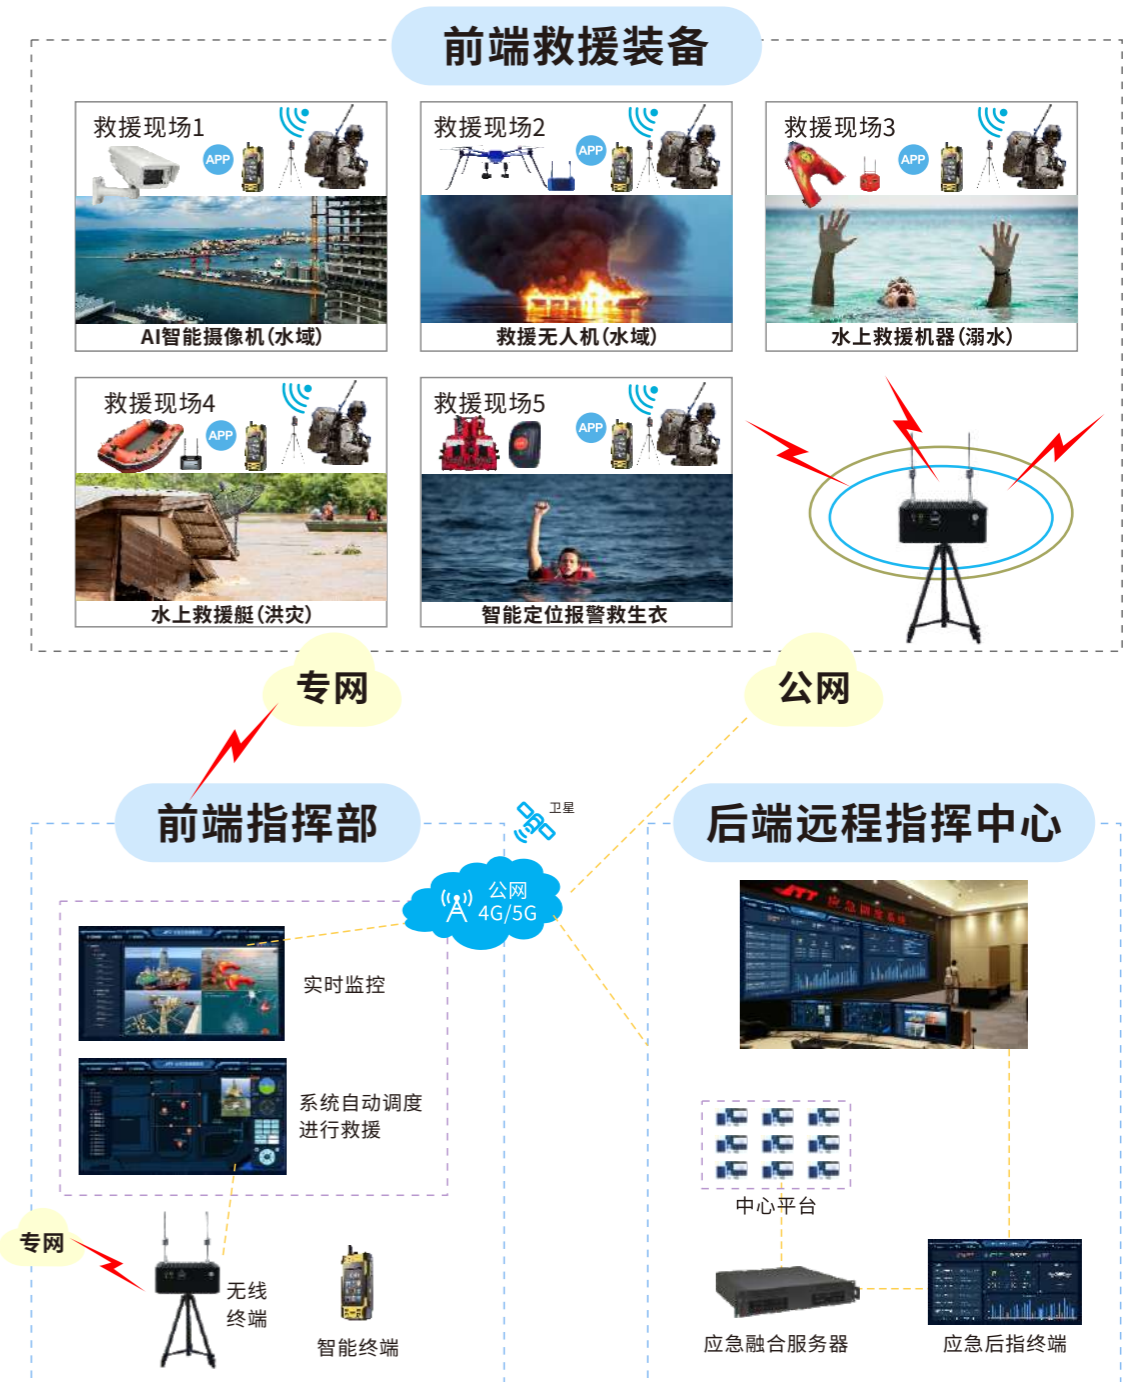 前端救援装备
救援现场1
APP
AI智能摄像机(水域)
救援现场2
APP
救援无人机(水域)
救援现场3
APP
水上救援机器(溺水)
救援现场4
APP
水上救援艇(洪灾)
救援现场5
APP
智能定位报警救生衣
专网
公网
前端指挥部
卫星
公网
4G/5G
实时监控
系统自动调度
进行救援
专网
无线
终端
智能终端
后端远程指挥中心
JTT 应急调度系统
中心平台
应急融合服务器
应急后指终端